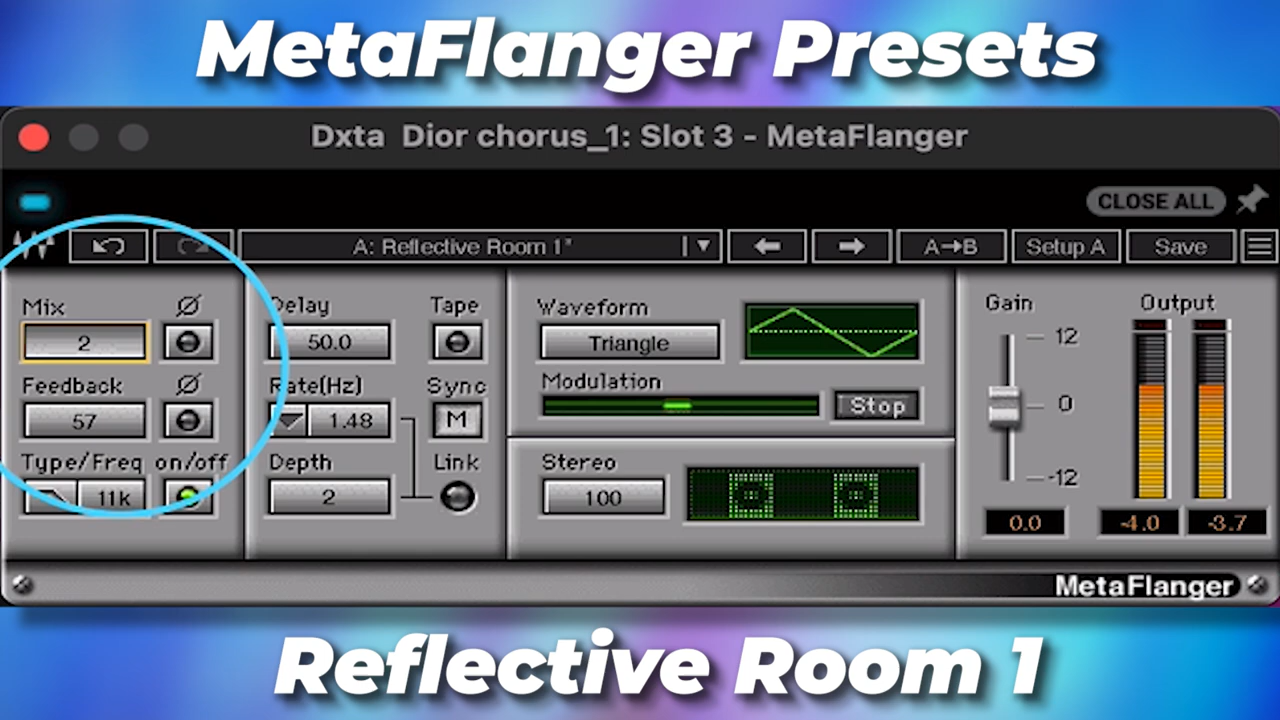 MetaFlanger Presets
Dxta Dior chorus_1: Slot 3 - MetaFlanger
CLOSE ALL
A: Reflective Room 1*
A→B
Setup A
Save
Mix
Ø
2
Feedback
Ø
57
Type/Freq on/off
11k
Delay
Tape
50.0
Rate(Hz)
Sync
1.48
M
Depth
Link
2
Waveform
Triangle
Modulation
Stop
Stereo
100
Gain
Output
12
0
-12
0.0
-4.0
-3.7
MetaFlanger
Reflective Room 1